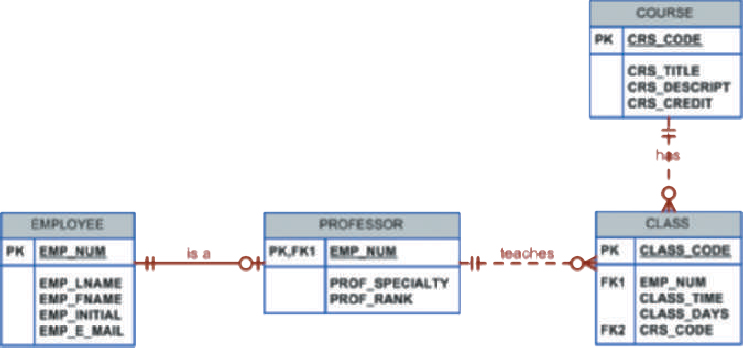 COURSE
PK CRS_CODE
CRS_TITLE
CRS_DESCRIPT
CRS_CREDIT
has
EMPLOYEE
PK EMP_NUM
EMP_LNAME
EMP_FNAME
EMP_INITIAL
EMP_E_MAIL
is a
PROFESSOR
PK,FK1 EMP_NUM
PROF_SPECIALTY
PROF_RANK
teaches
CLASS
PK CLASS_CODE
FK1 EMP_NUM
CLASS_TIME
CLASS_DAYS
FK2 CRS_CODE